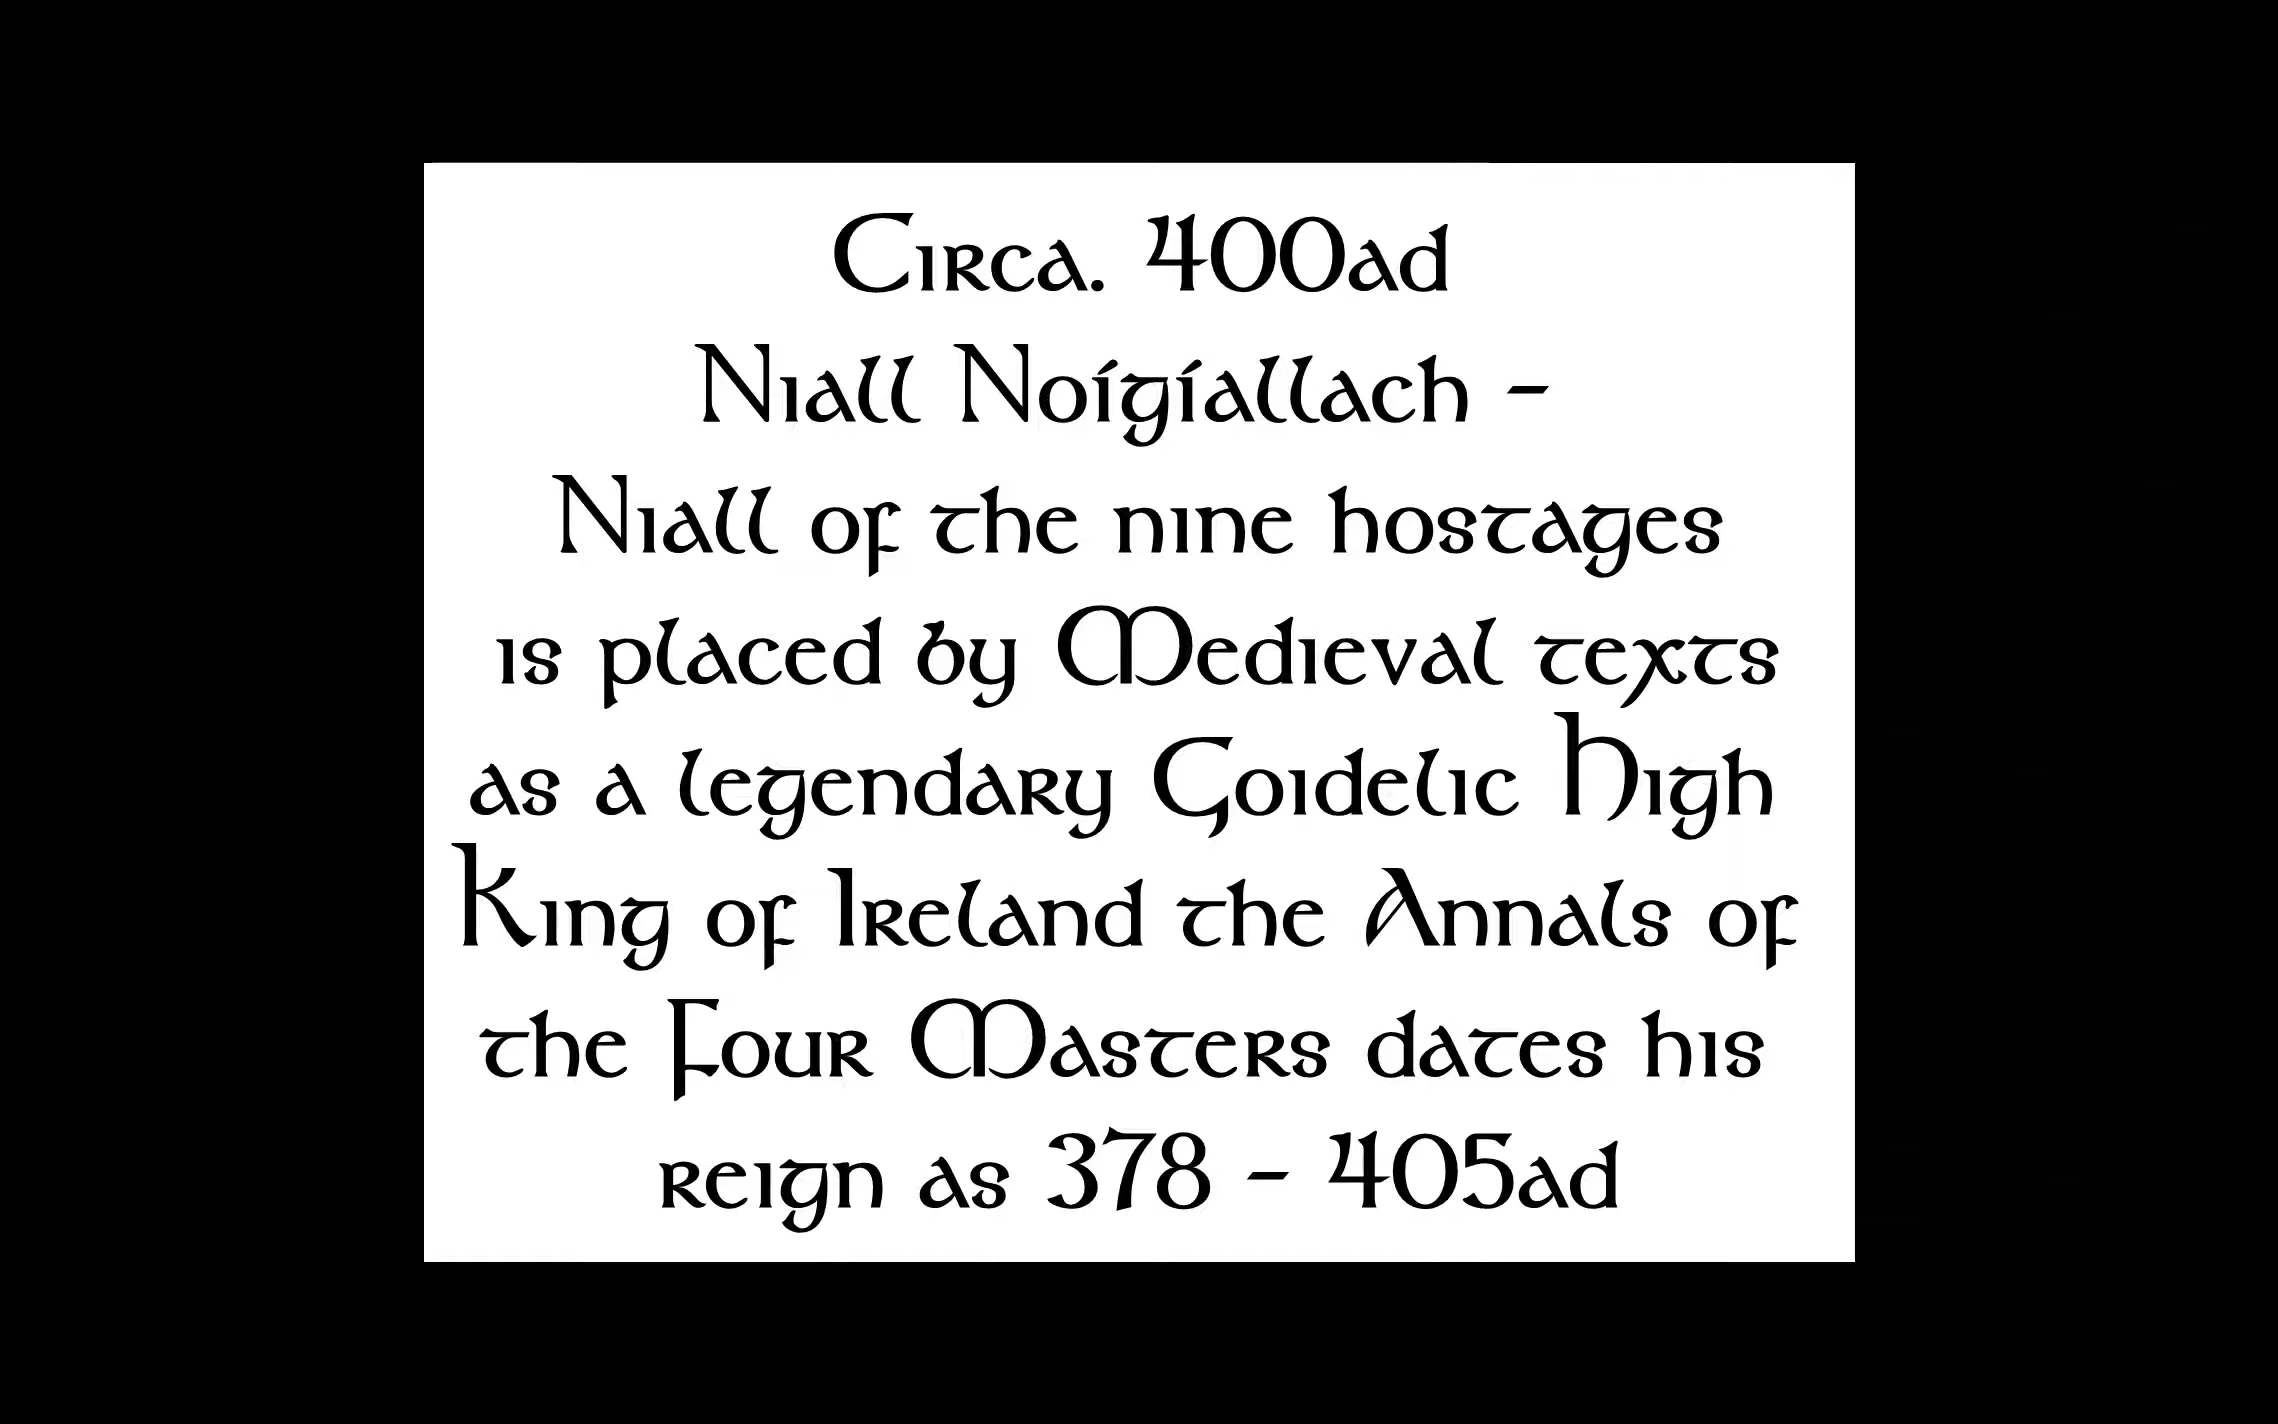 Circa. 400ad
Niall Noígíallach -
Niall of the nine hostages
is placed by Medieval texts
as a legendary Goidelic High
King of Ireland the Annals of
the Four Masters dates his
reign as 378 - 405ad